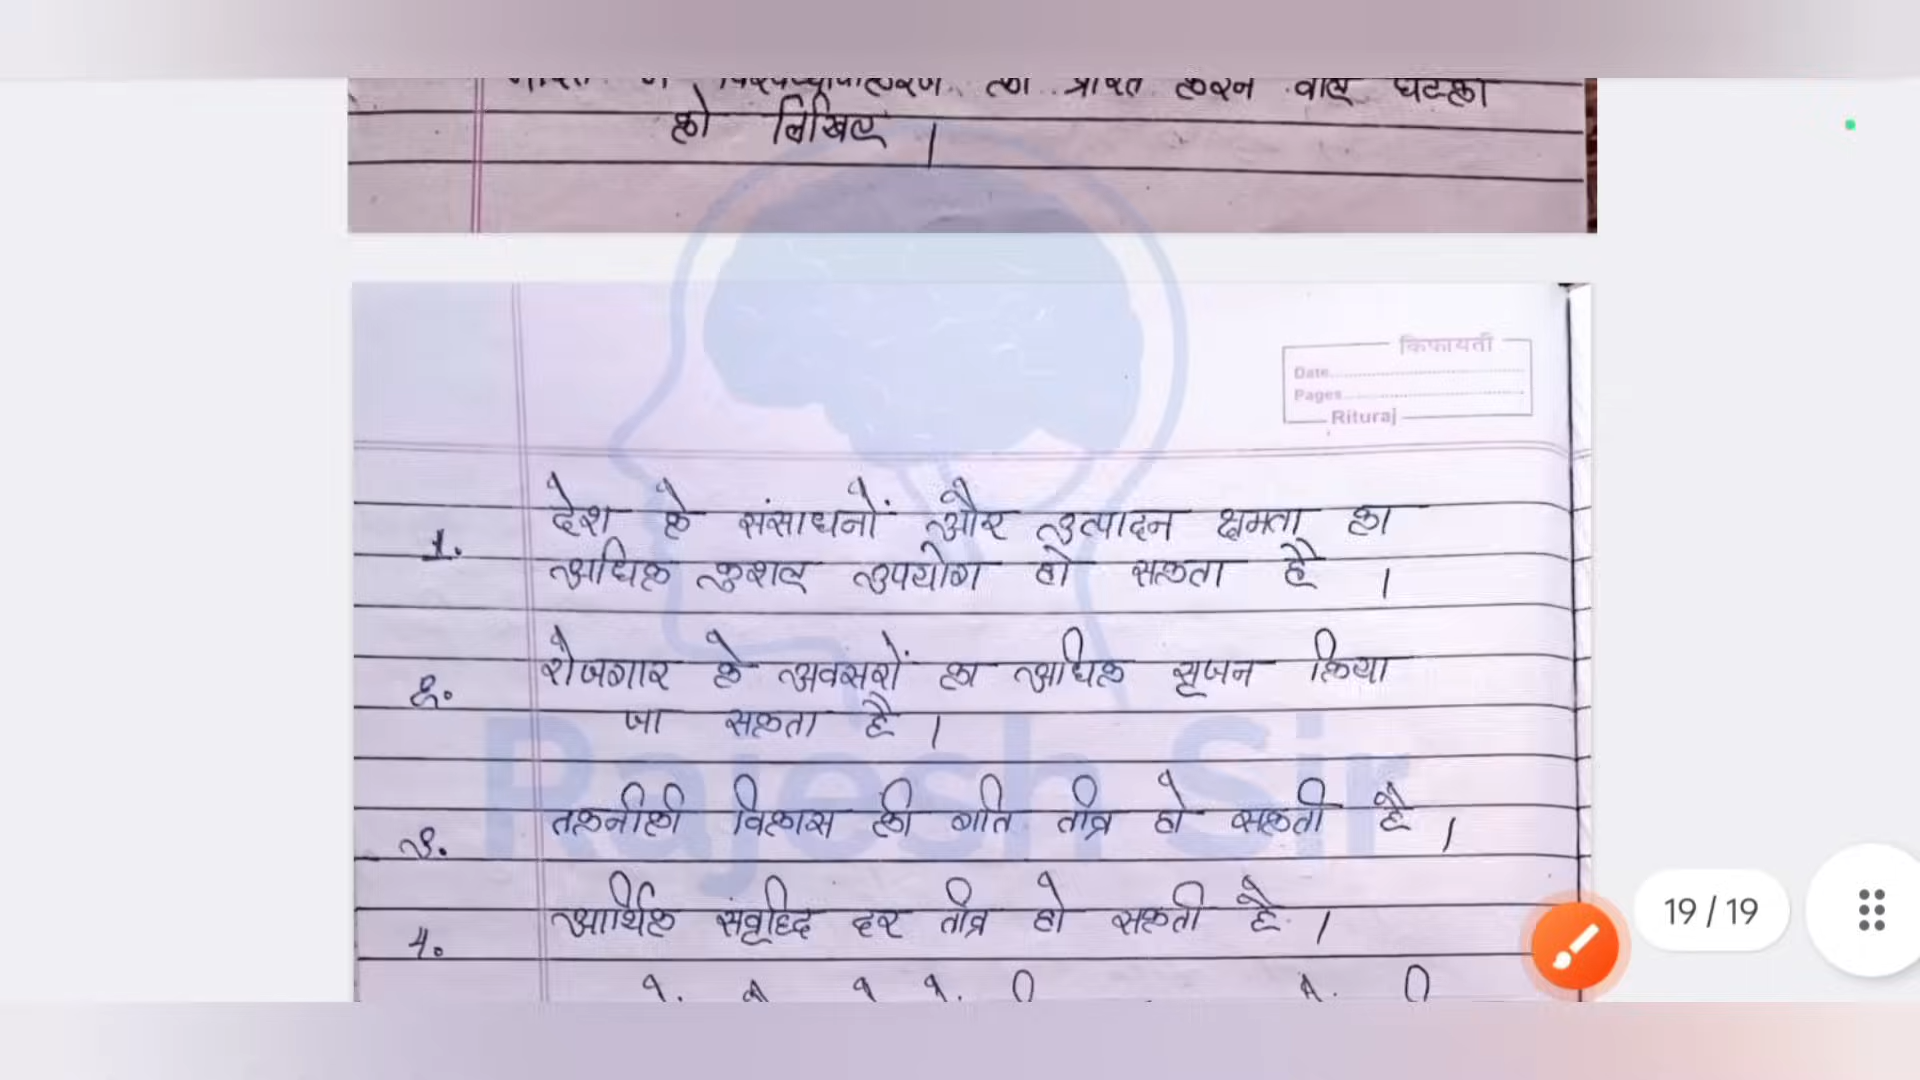 को लिखिए ।
किफायती
Date
Pages
Rituraj
1. देश के संसाधनों और उत्पादन क्षमता का
अधिक कुशल उपयोग हो सकता है ।
2. रोजगार के अवसरों का अधिक सृजन किया
जा सकता है ।
3. तकनीकी विकास की गति तीव्र हो सकती है ।
4. आर्थिक संवृध्दि दर तीव्र हो सकती है ।
Rajesh Sir
19 / 19